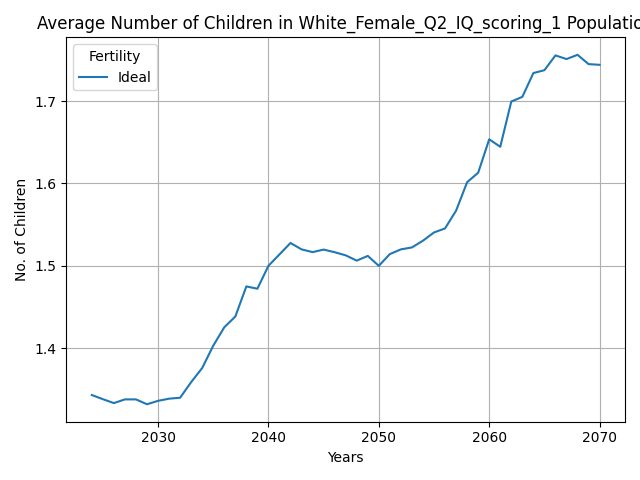 Average Number of Children in White_Female_Q2_IQ_scoring_1 Populatio
Fertility
Ideal
No. of Children
1.7
1.6
1.5
1.4
2030 2040 2050 2060 2070
Years